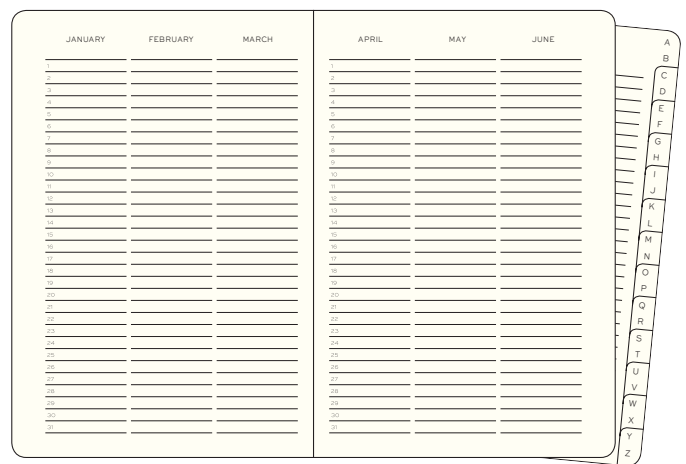 JANUARY FEBRUARY MARCH APRIL MAY JUNE
1 1
2 2
3 3
4 4
5 5
6 6
7 7
8 8
9 9
10 10
11 11
12 12
13 13
14 14
15 15
16 16
17 17
18 18
19 19
20 20
21 21
22 22
23 23
24 24
25 25
26 26
27 27
28 28
29 29
30 30
31 31
A
B
C
D
E
F
G
H
I
J
K
L
M
N
O
P
Q
R
S
T
U
V
W
X
Y
Z